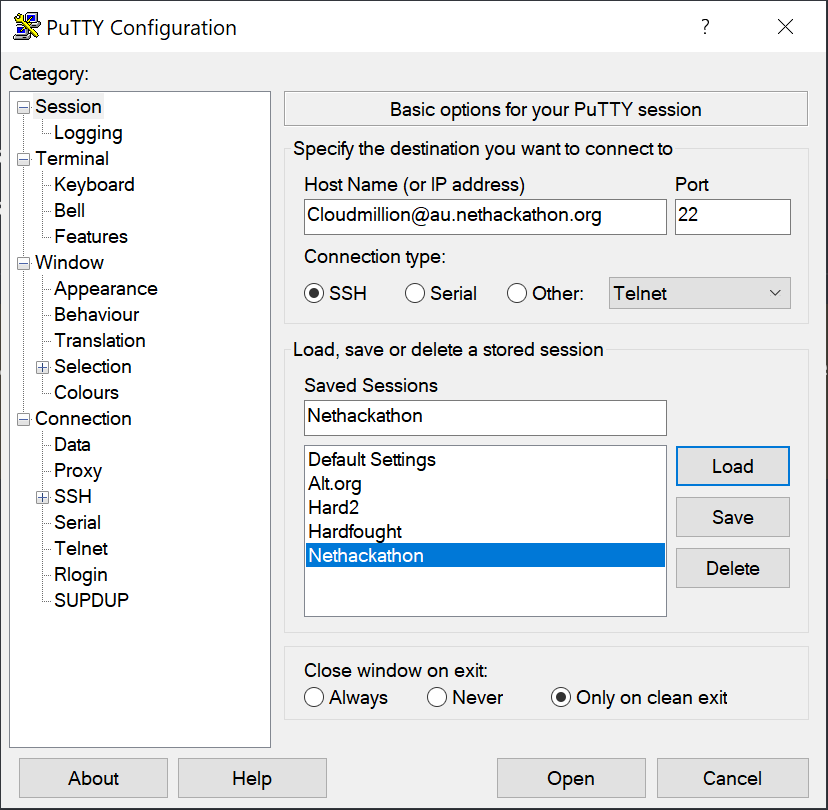 PuTTY Configuration
?
Category:
Session
Logging
Terminal
Keyboard
Bell
Features
Window
Appearance
Behaviour
Translation
Selection
Colours
Connection
Data
Proxy
SSH
Serial
Telnet
Rlogin
SUPDUP
Basic options for your PuTTY session
Specify the destination you want to connect to
Host Name (or IP address) Port
Cloudmillion@au.nethackathon.org 22
Connection type:
SSH Serial Other: Telnet
Load, save or delete a stored session
Saved Sessions
Nethackathon
Default Settings
Alt.org
Hard2
Hardfought
Nethackathon
Load
Save
Delete
Close window on exit:
Always Never Only on clean exit
About Help Open Cancel